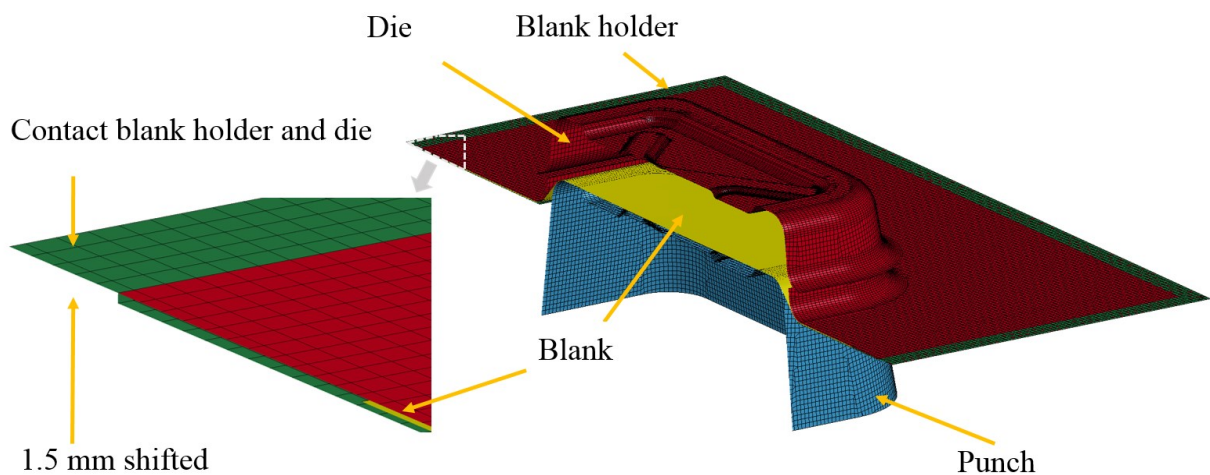 Die
Blank holder
Contact blank holder and die
Blank
1.5 mm shifted
Punch